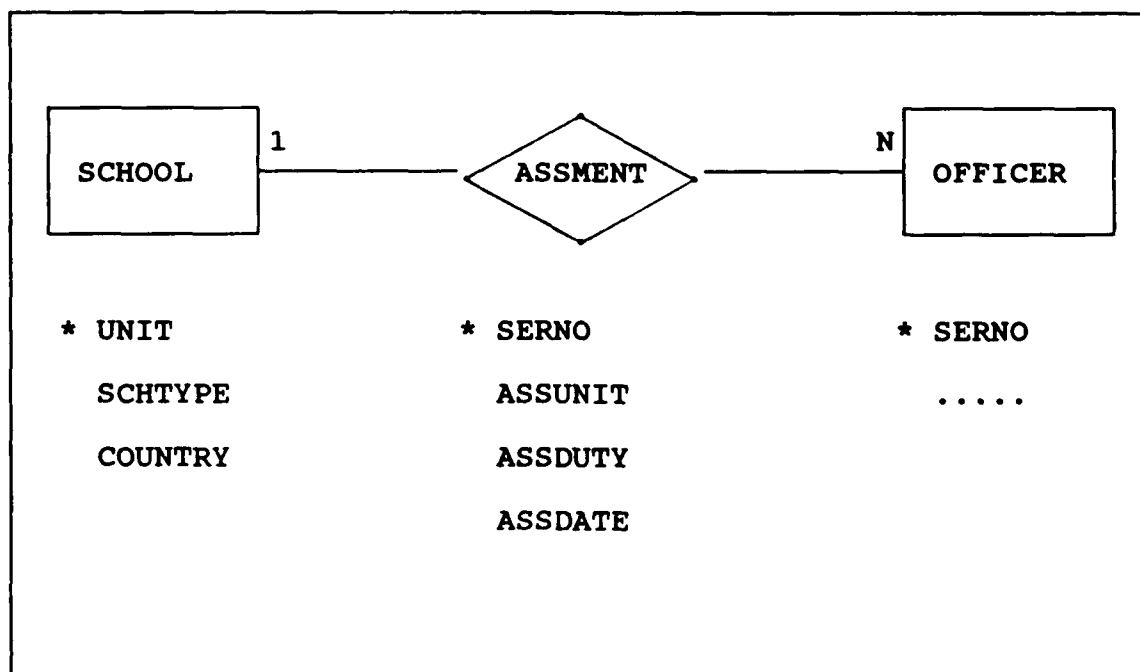 1 N
SCHOOL ASSMENT OFFICER
* UNIT * SERNO * SERNO
SCHTYPE ASSUNIT .....
COUNTRY ASSDUTY
ASSDATE